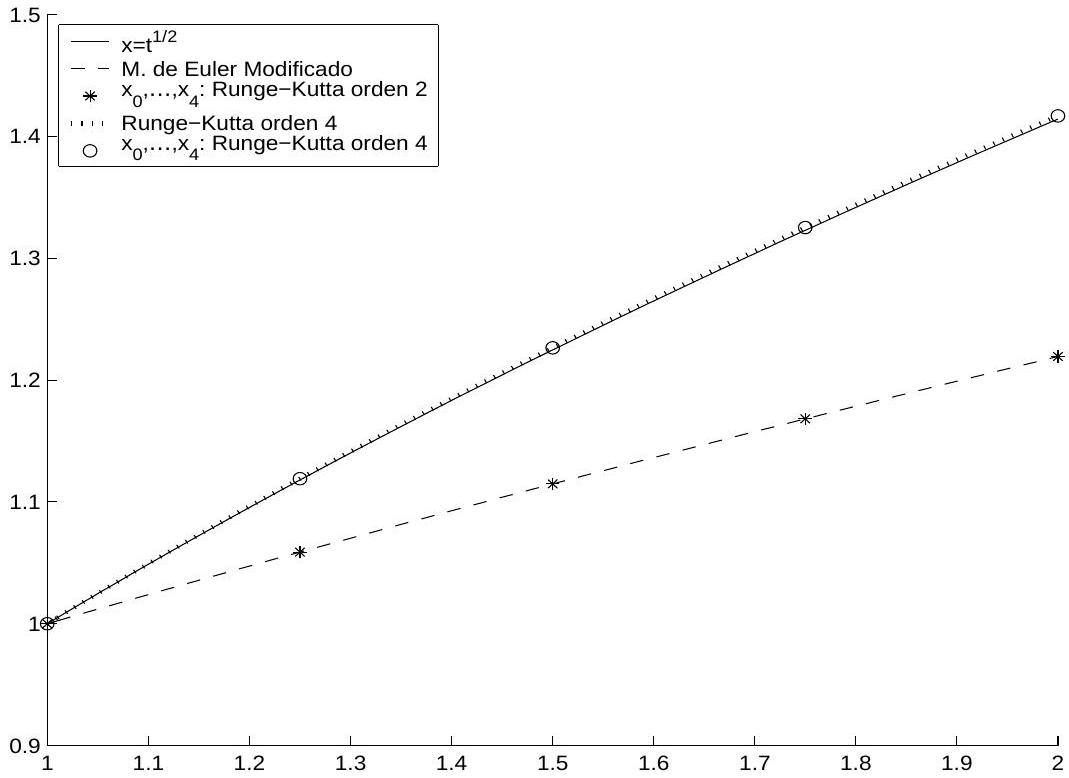 1.5
1.4
1.3
1.2
1.1
1
0.9
x=t^1/2
M. de Euler Modificado
x_0,...,x_4: Runge−Kutta orden 2
Runge−Kutta orden 4
x_0,...,x_4: Runge−Kutta orden 4
1 1.1 1.2 1.3 1.4 1.5 1.6 1.7 1.8 1.9 2